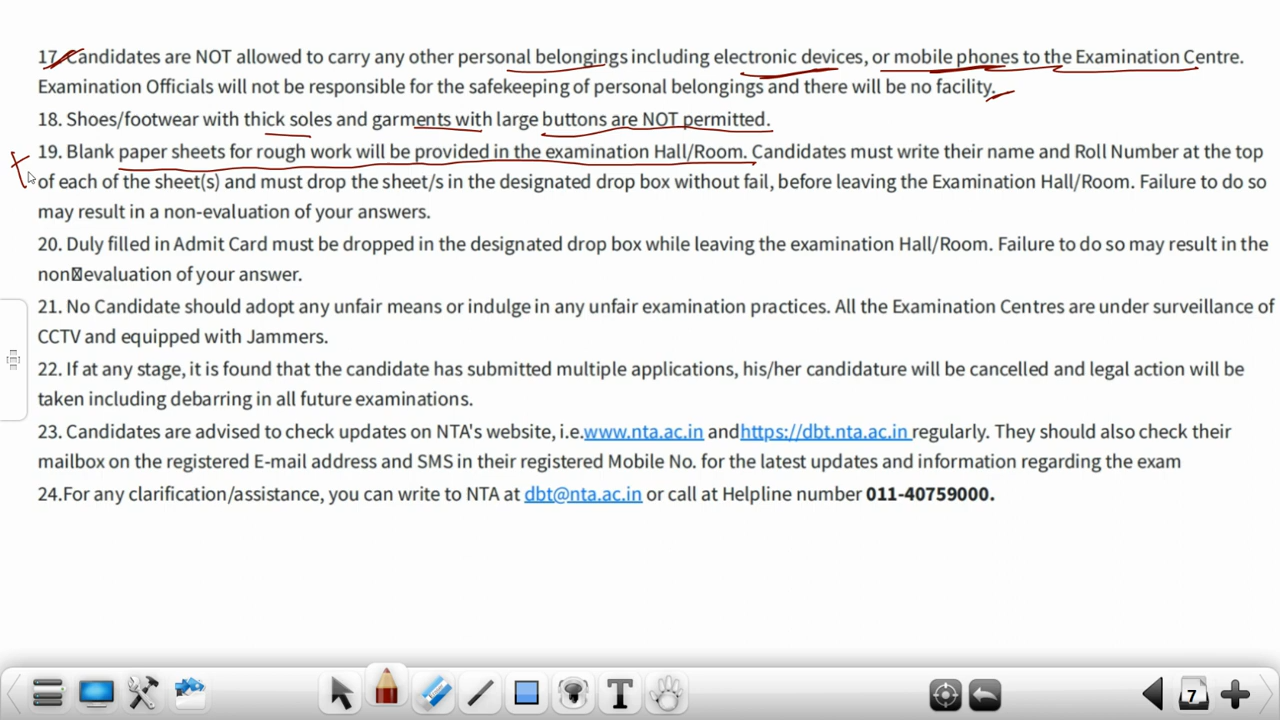 17. Candidates are NOT allowed to carry any other personal belongings including electronic devices, or mobile phones to the Examination Centre.
Examination Officials will not be responsible for the safekeeping of personal belongings and there will be no facility.
18. Shoes/footwear with thick soles and garments with large buttons are NOT permitted.
19. Blank paper sheets for rough work will be provided in the examination Hall/Room. Candidates must write their name and Roll Number at the top
of each of the sheet(s) and must drop the sheet/s in the designated drop box without fail, before leaving the Examination Hall/Room. Failure to do so
may result in a non-evaluation of your answers.
20. Duly filled in Admit Card must be dropped in the designated drop box while leaving the examination Hall/Room. Failure to do so may result in the
non�evaluation of your answer.
21. No Candidate should adopt any unfair means or indulge in any unfair examination practices. All the Examination Centres are under surveillance of
CCTV and equipped with Jammers.
22. If at any stage, it is found that the candidate has submitted multiple applications, his/her candidature will be cancelled and legal action will be
taken including debarring in all future examinations.
23. Candidates are advised to check updates on NTA's website, i.e.www.nta.ac.in andhttps://dbt.nta.ac.in regularly. They should also check their
mailbox on the registered E-mail address and SMS in their registered Mobile No. for the latest updates and information regarding the exam
24.For any clarification/assistance, you can write to NTA at dbt@nta.ac.in or call at Helpline number 011-40759000.
T
7